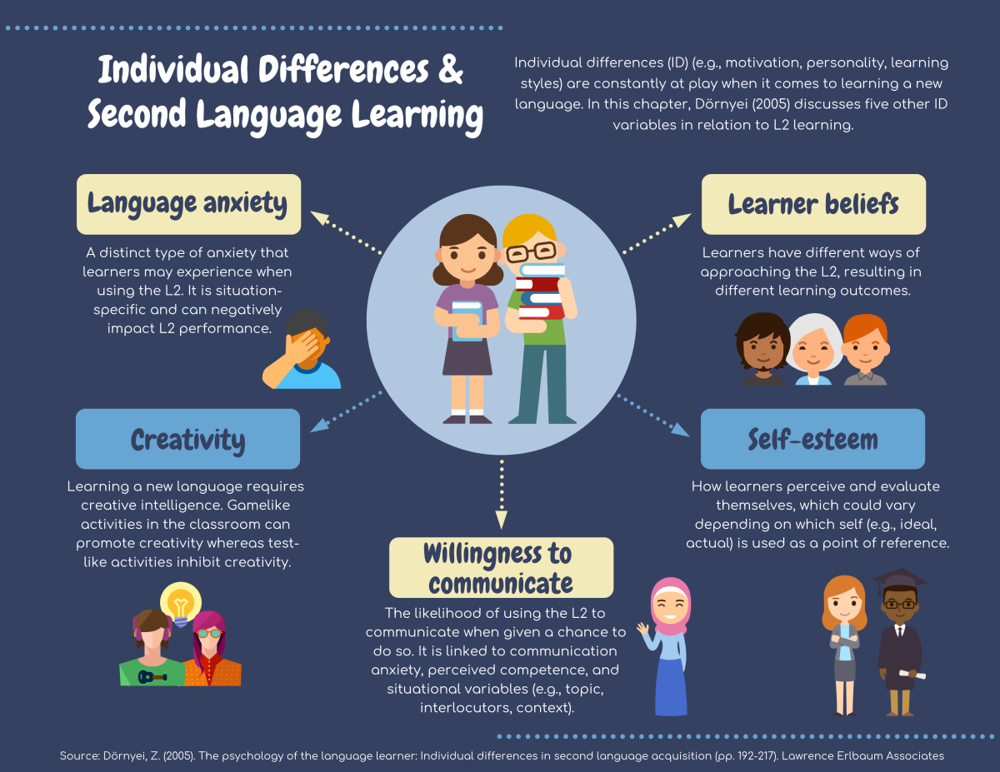 Individual Differences &
Second Language Learning
Individual differences (ID) (e.g., motivation, personality, learning
styles) are constantly at play when it comes to learning a new
language. In this chapter, Dörnyei (2005) discusses five other ID
variables in relation to L2 learning.
Language anxiety
A distinct type of anxiety that
learners may experience when
using the L2. It is situation-
specific and can negatively
impact L2 performance.
Learner beliefs
Learners have different ways of
approaching the L2, resulting in
different learning outcomes.
Creativity
Learning a new language requires
creative intelligence. Gamelike
activities in the classroom can
promote creativity whereas test-
like activities inhibit creativity.
Self-esteem
How learners perceive and evaluate
themselves, which could vary
depending on which self (e.g., ideal,
actual) is used as a point of reference.
Willingness to
communicate
The likelihood of using the L2 to
communicate when given a chance to
do so. It is linked to communication
anxiety, perceived competence, and
situational variables (e.g., topic,
interlocutors, context).
Source: Dörnyei, Z. (2005). The psychology of the language learner: Individual differences in second language acquisition (pp. 192-217). Lawrence Erlbaum Associates